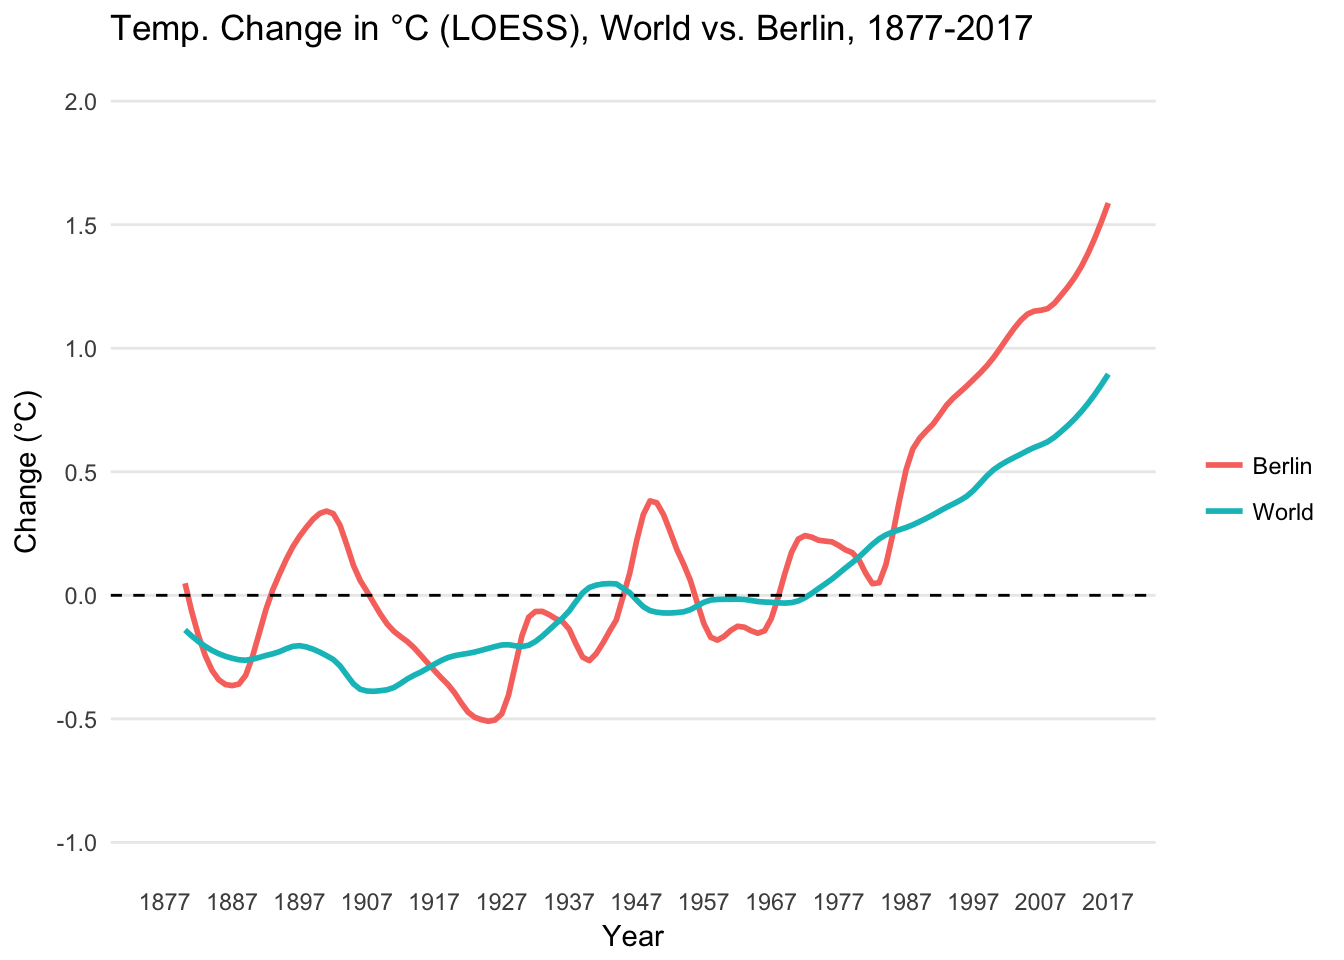 Temp. Change in °C (LOESS), World vs. Berlin, 1877-2017
2.0
1.5
1.0
0.5
0.0
-0.5
-1.0
Change (°C)
Berlin
World
1877 1887 1897 1907 1917 1927 1937 1947 1957 1967 1977 1987 1997 2007 2017
Year